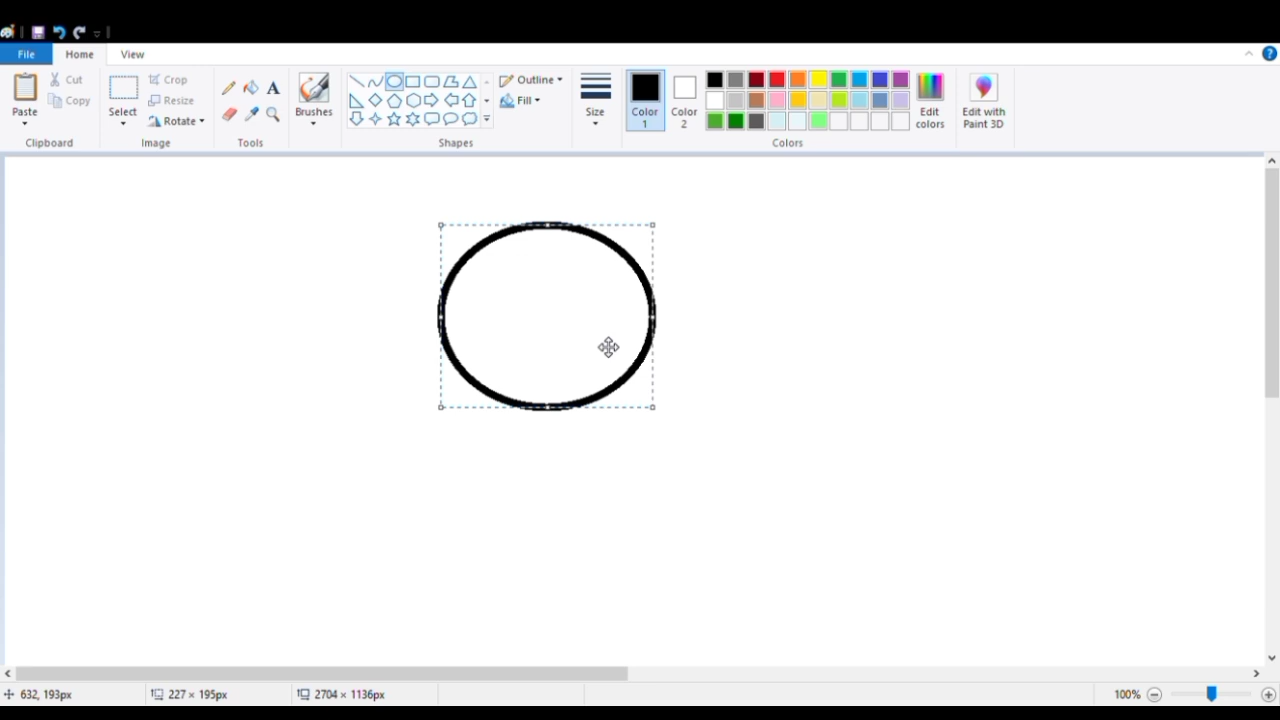 File Home View
Paste Cut Copy
Clipboard
Select Crop Resize Rotate
Image
A
Tools
Brushes
Outline Fill
Shapes
Size
Color 1 Color 2
Edit colors
Colors
Edit with Paint 3D
?
632, 193px 227 × 195px 2704 × 1136px 100%